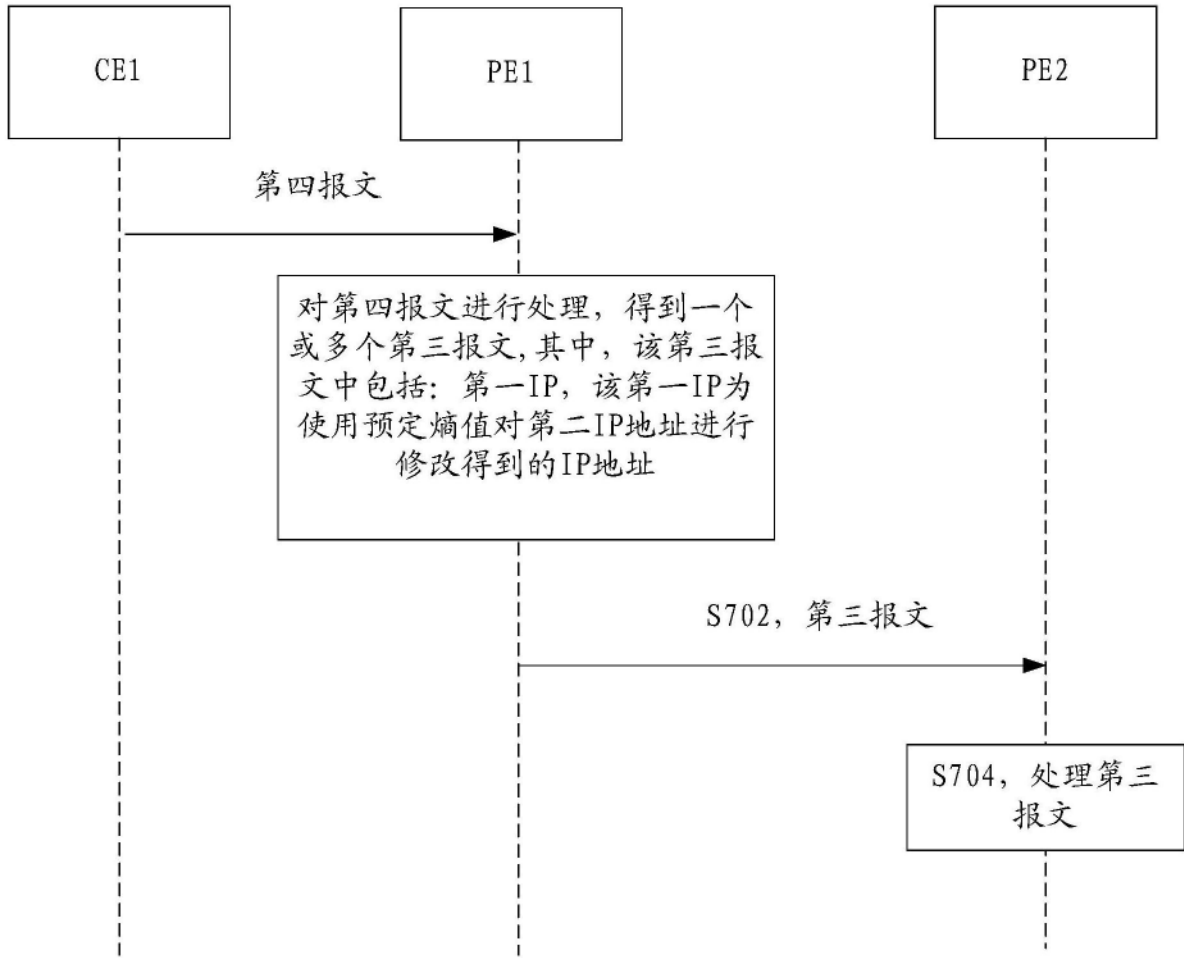 CE1
PE1
PE2
第四报文
对第四报文进行处理，得到一个
或多个第三报文,其中，该第三报
文中包括：第一IP，该第一IP为
使用预定熵值对第二IP地址进行
修改得到的IP地址
S702，第三报文
S704，处理第三
报文